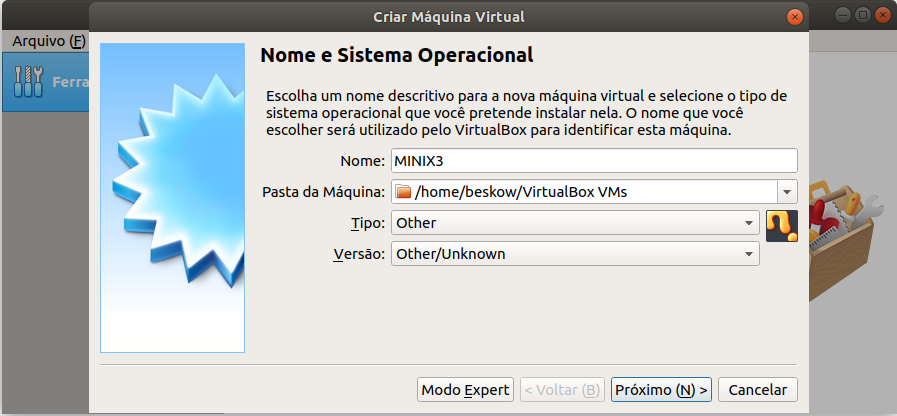 Criar Máquina Virtual
Arquivo (F)
Ferra
Nome e Sistema Operacional
Escolha um nome descritivo para a nova máquina virtual e selecione o tipo de
sistema operacional que você pretende instalar nela. O nome que você
escolher será utilizado pelo VirtualBox para identificar esta máquina.
Nome: MINIX3
Pasta da Máquina: /home/beskow/VirtualBox VMs
Tipo: Other
Versão: Other/Unknown
Modo Expert < Voltar (B) Próximo (N) > Cancelar